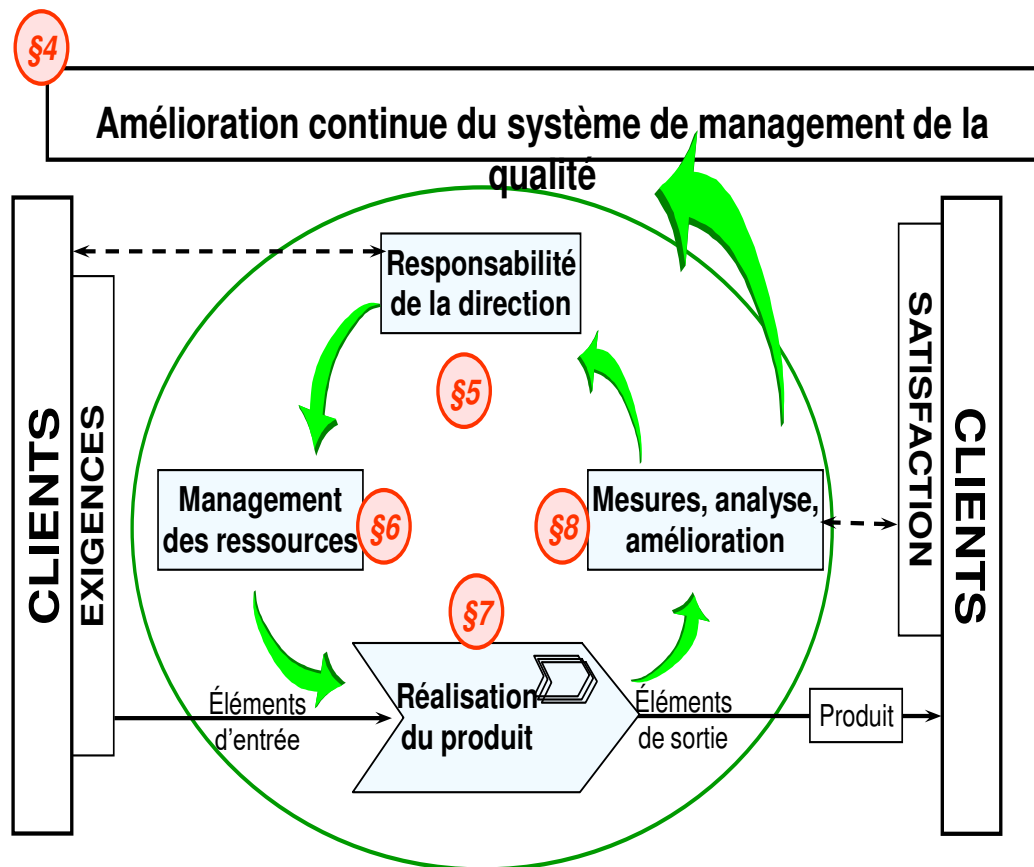 §4
Amélioration continue du système de management de la
qualité
CLIENTS
EXIGENCES
Responsabilité
de la direction
§5
Management
des ressources
§6
§8
Mesures, analyse,
amélioration
§7
Éléments
d'entrée
Réalisation
du produit
Éléments
de sortie
Produit
SATISFACTION
CLIENTS